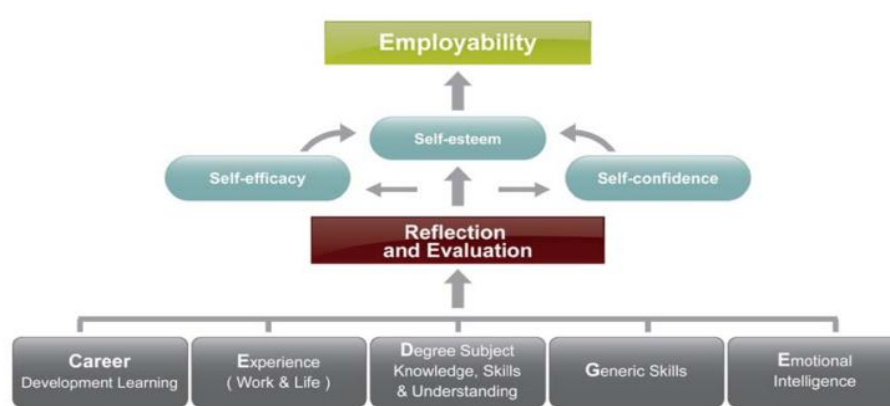 Employability
Self-esteem
Self-efficacy
Self-confidence
Reflection
and Evaluation
Career
Development Learning
Experience
( Work & Life )
Degree Subject
Knowledge, Skills
& Understanding
Generic Skills
Emotional
Intelligence